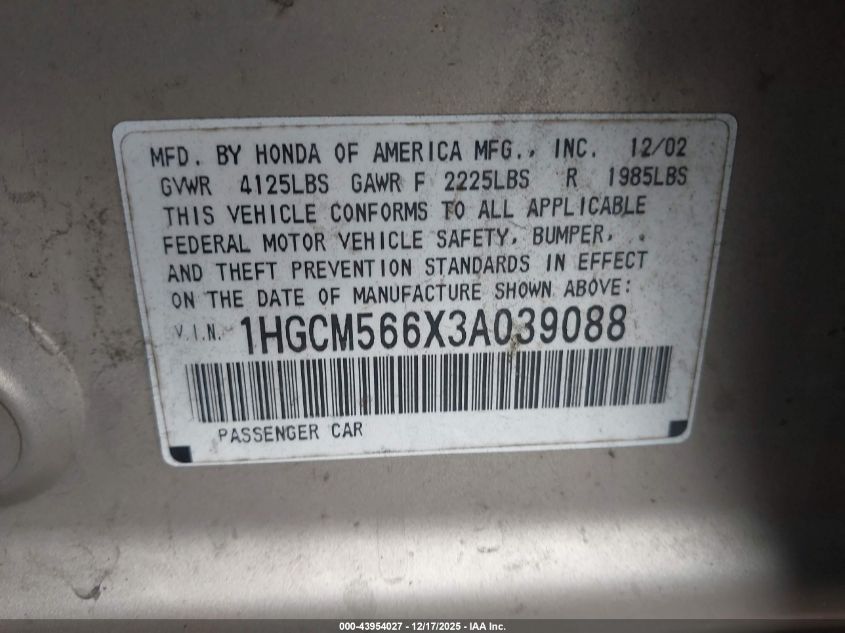 MFD. BY HONDA OF AMERICA MFG., INC. 12/02
GVWR 4125LBS GAWR F 2225LBS R 1985LBS
THIS VEHICLE CONFORMS TO ALL APPLICABLE
FEDERAL MOTOR VEHICLE SAFETY, BUMPER,
AND THEFT PREVENTION STANDARDS IN EFFECT
ON THE DATE OF MANUFACTURE SHOWN ABOVE:
V.I.N. 1HGCM566X3A039088
PASSENGER CAR
000-43954027 - 12/17/2025 - IAA Inc.